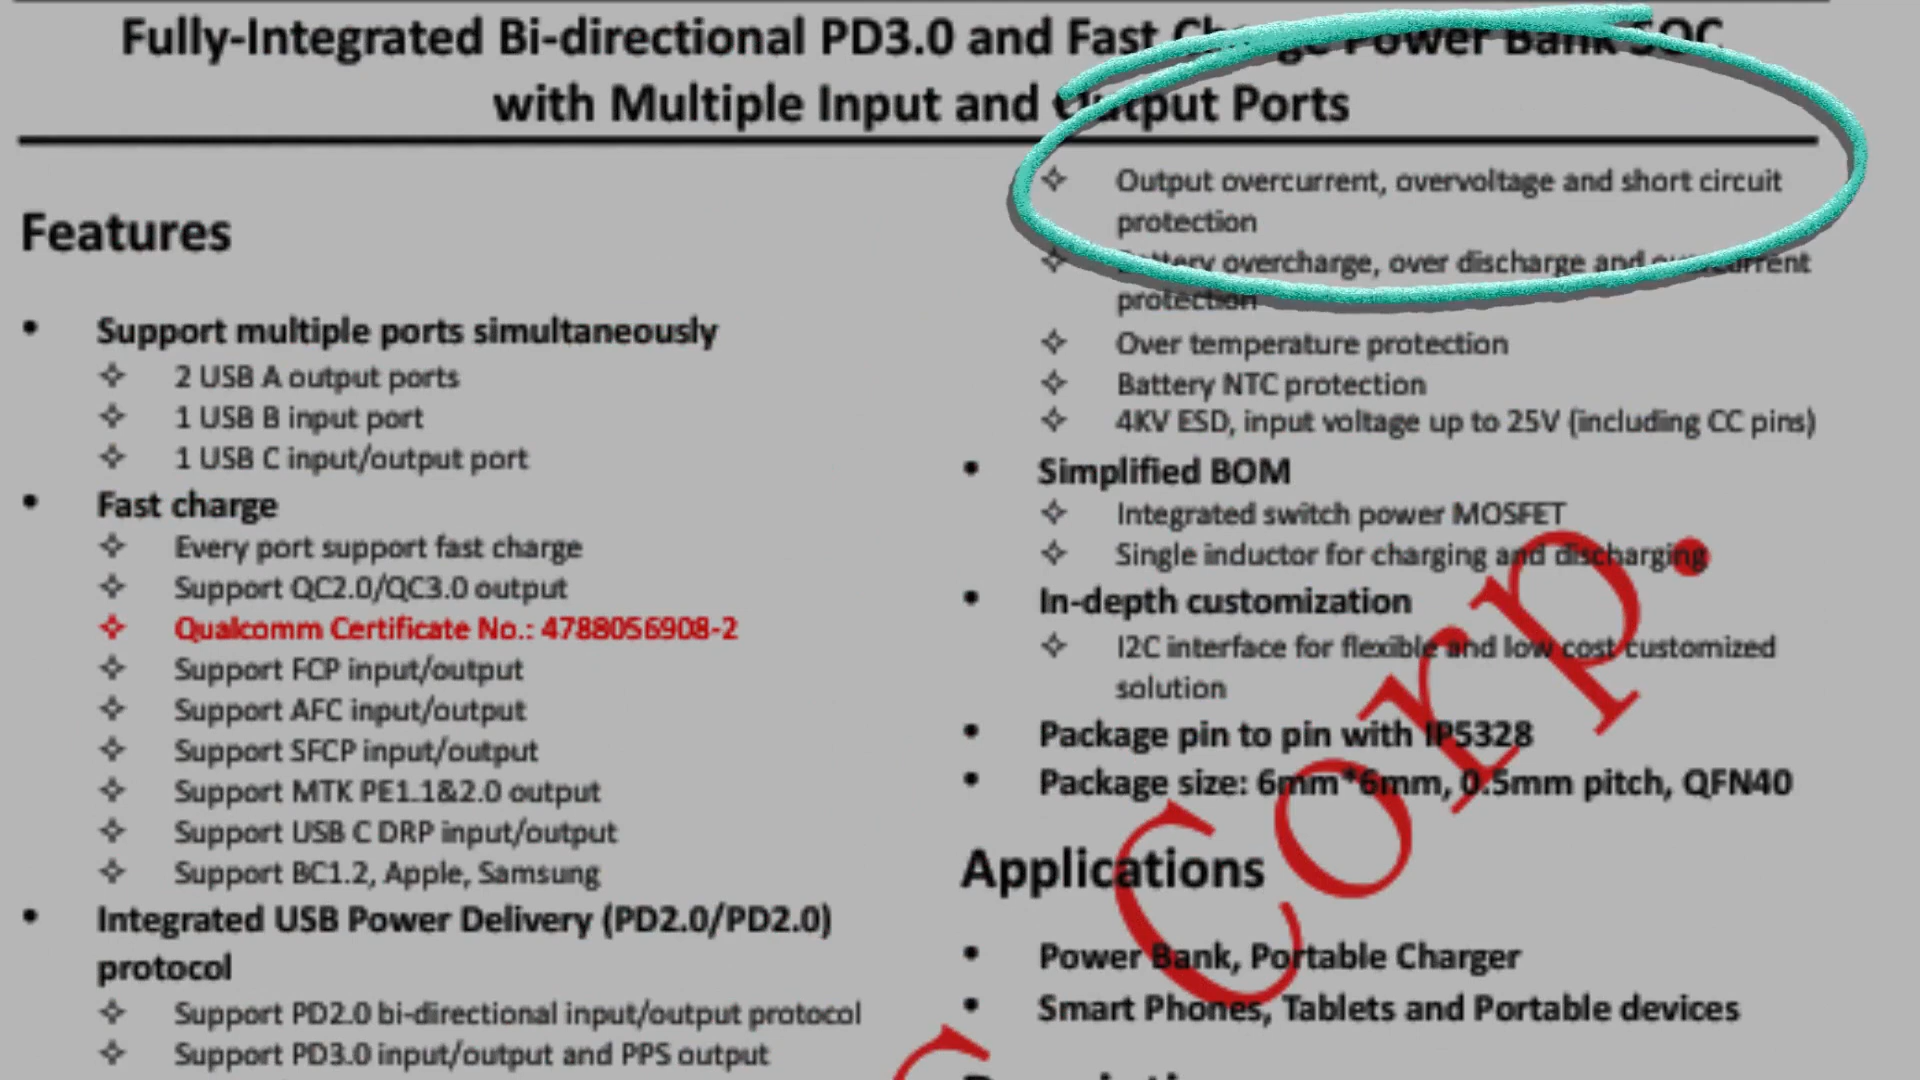 Fully-Integrated Bi-directional PD3.0 and Fast Charge Power Bank SOC
with Multiple Input and Output Ports
Features
• Support multiple ports simultaneously
✧ 2 USB A output ports
✧ 1 USB B input port
✧ 1 USB C input/output port
• Fast charge
✧ Every port support fast charge
✧ Support QC2.0/QC3.0 output
✧ Qualcomm Certificate No.: 4788056908-2
✧ Support FCP input/output
✧ Support AFC input/output
✧ Support SFCP input/output
✧ Support MTK PE1.1&2.0 output
✧ Support USB C DRP input/output
✧ Support BC1.2, Apple, Samsung
• Integrated USB Power Delivery (PD2.0/PD2.0)
protocol
✧ Support PD2.0 bi-directional input/output protocol
✧ Support PD3.0 input/output and PPS output
✧ Output overcurrent, overvoltage and short circuit
protection
✧ Battery overcharge, over discharge and overcurrent
protection
✧ Over temperature protection
✧ Battery NTC protection
✧ 4KV ESD, input voltage up to 25V (including CC pins)
• Simplified BOM
✧ Integrated switch power MOSFET
✧ Single inductor for charging and discharging
• In-depth customization
✧ I2C interface for flexible and low cost customized
solution
• Package pin to pin with IP5328
• Package size: 6mm*6mm, 0.5mm pitch, QFN40
Applications
• Power Bank, Portable Charger
• Smart Phones, Tablets and Portable devices
Corp.